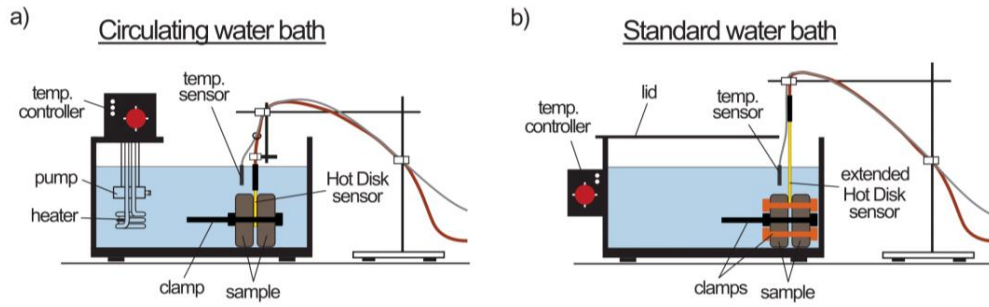 a)
Circulating water bath
temp.
controller
temp.
sensor
pump
heater
Hot Disk
sensor
clamp
sample
b)
Standard water bath
lid
temp.
controller
temp.
sensor
extended
Hot Disk
sensor
clamps
sample